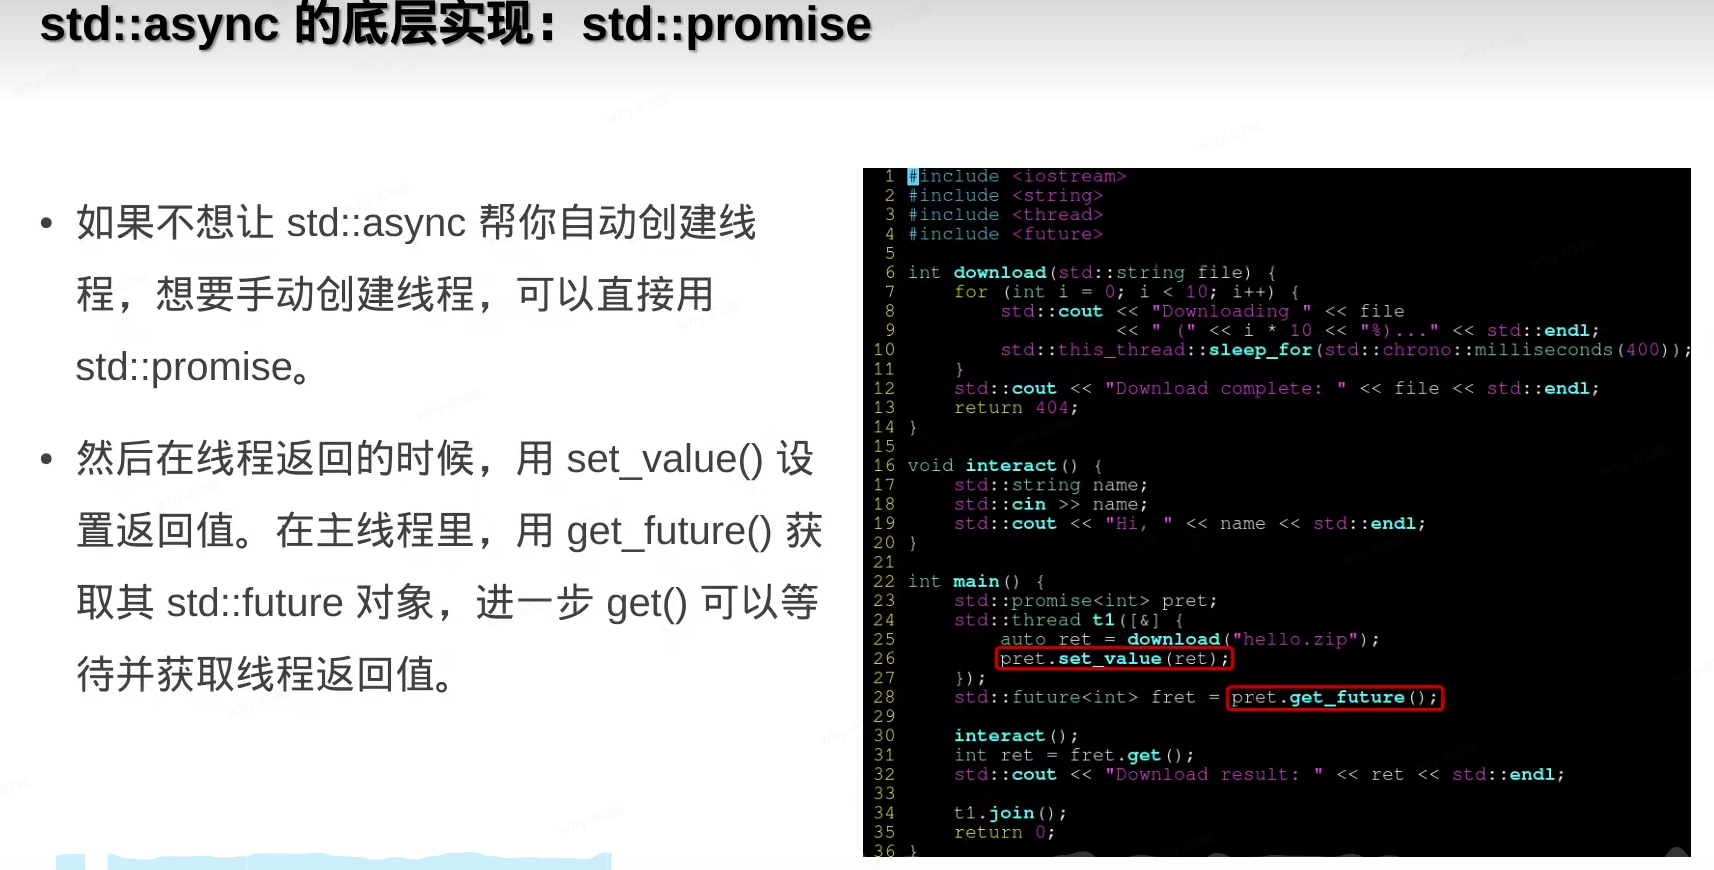 std::async 的底层实现：std::promise
• 如果不想让 std::async 帮你自动创建线
程，想要手动创建线程，可以直接用
std::promise。
• 然后在线程返回的时候，用 set_value() 设
置返回值。在主线程里，用 get_future() 获
取其 std::future 对象，进一步 get() 可以等
待并获取线程返回值。
1 #include <iostream>
2 #include <string>
3 #include <thread>
4 #include <future>
5
6 int download(std::string file) {
7     for (int i = 0; i < 10; i++) {
8         std::cout << "Downloading " << file
9                   << " (" << i * 10 << "%)..." << std::endl;
10         std::this_thread::sleep_for(std::chrono::milliseconds(400));
11     }
12     std::cout << "Download complete: " << file << std::endl;
13     return 404;
14 }
15
16 void interact() {
17     std::string name;
18     std::cin >> name;
19     std::cout << "Hi, " << name << std::endl;
20 }
21
22 int main() {
23     std::promise<int> pret;
24     std::thread t1([&] {
25         auto ret = download("hello.zip");
26         pret.set_value(ret);
27     });
28     std::future<int> fret = pret.get_future();
29
30     interact();
31     int ret = fret.get();
32     std::cout << "Download result: " << ret << std::endl;
33
34     t1.join();
35     return 0;
36 }
why-6396